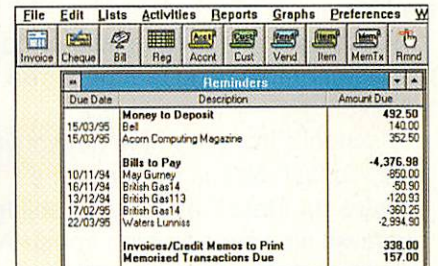 File Edit Lists Activities Reports Graphs Preferences W
Acct Cust Vend Item Mem
Invoice Cheque Bill Reg Accnt Cust Vend Item MemTx Rmnd
Reminders
Due Date Description Amount Due
Money to Deposit 492.50
15/03/95 Bell 140.00
15/03/95 Acorn Computing Magazine 352.50
Bills to Pay -4,376.98
10/11/94 May Gurney -850.00
16/11/94 British Gas14 -50.90
13/12/94 British Gas113 -120.93
17/02/95 British Gas14 -360.25
22/03/95 Waters Lunniss -2,994.90
Invoices/Credit Memos to Print 338.00
Memorised Transactions Due 157.00